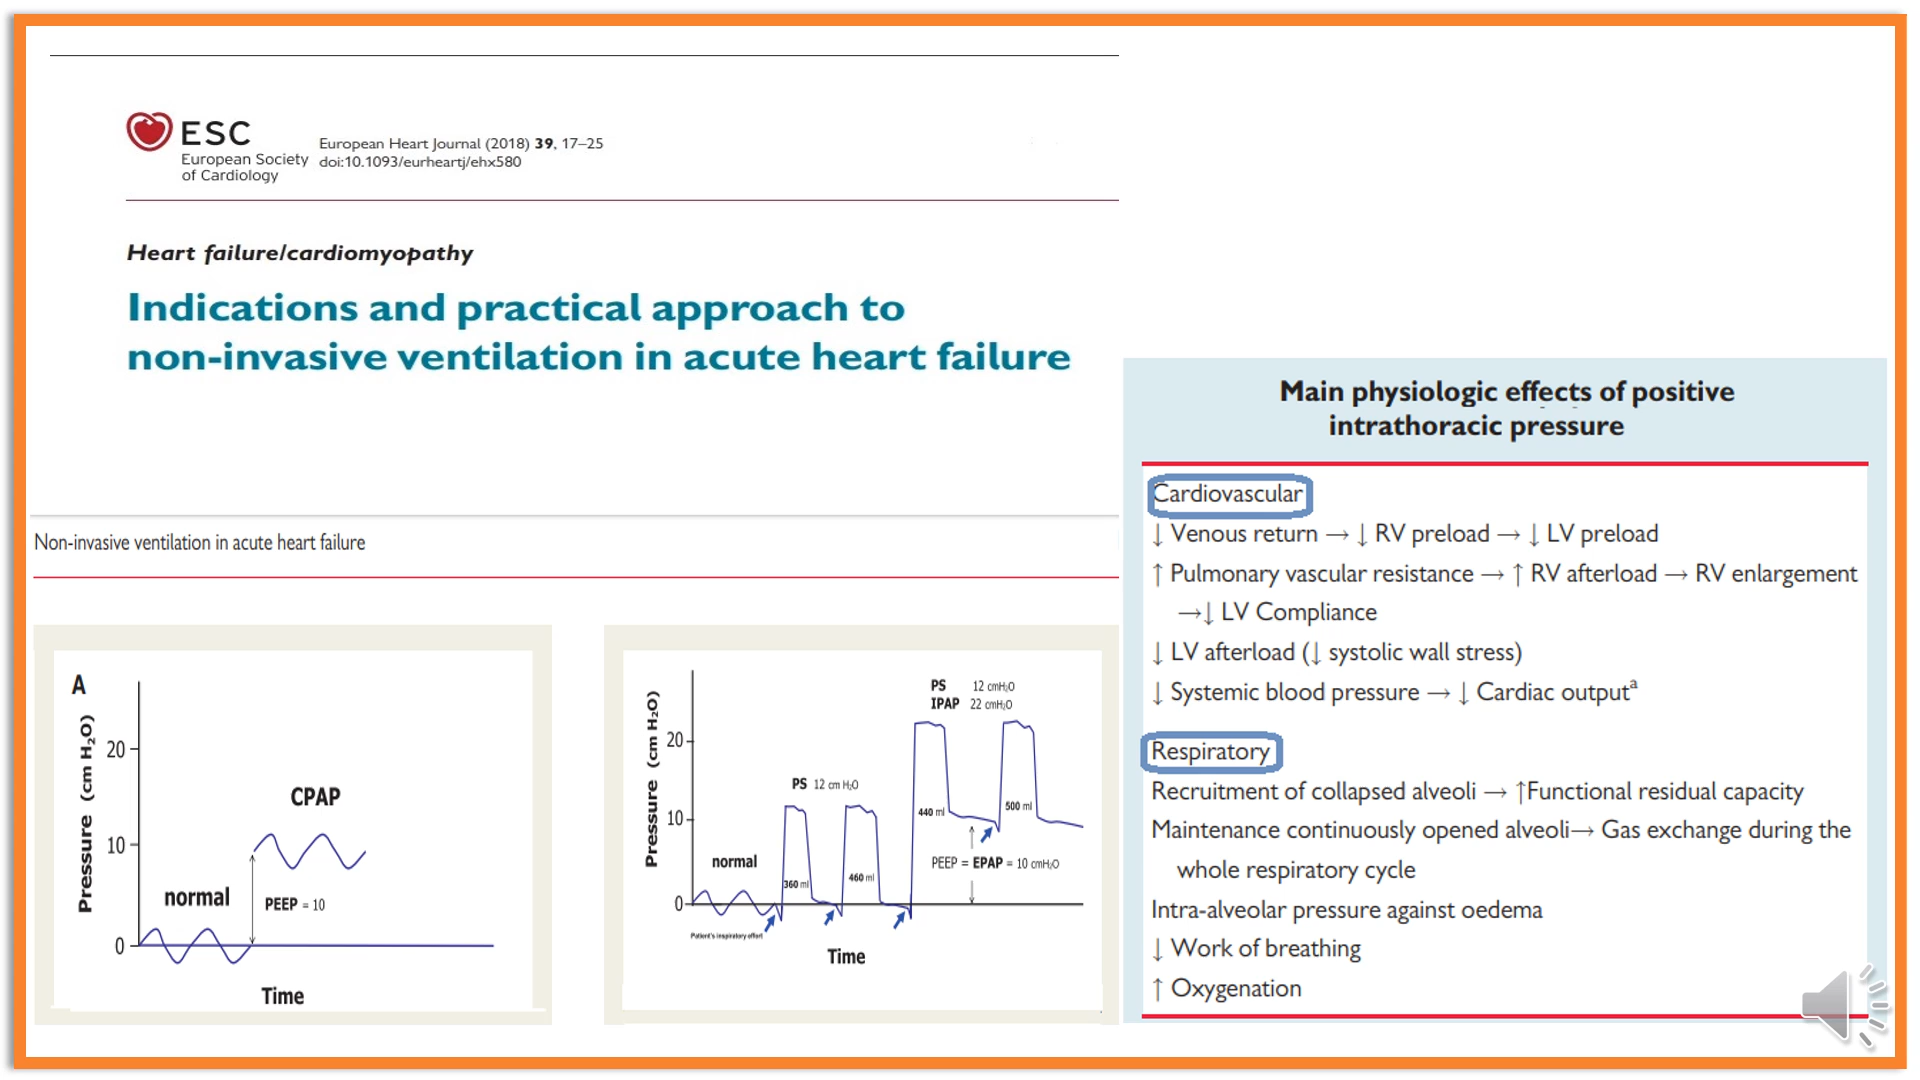 ESC
European Society
of Cardiology
European Heart Journal (2018) 39, 17–25
doi:10.1093/eurheartj/ehx580
Heart failure/cardiomyopathy
Indications and practical approach to
non-invasive ventilation in acute heart failure
Non-invasive ventilation in acute heart failure
A
Pressure (cm H₂O)
20
10
0
CPAP
normal
PEEP = 10
Time
Pressure (cm H₂O)
20
10
0
PS 12 cmH₂O
IPAP 22 cmH₂O
PS 12 cm H₂O
440 ml
500 ml
normal
360 ml
460 ml
PEEP = EPAP = 10 cmH₂O
Patient's inspiratory effort
Time
Main physiologic effects of positive
intrathoracic pressure
Cardiovascular
↓ Venous return → ↓ RV preload → ↓ LV preload
↑ Pulmonary vascular resistance → ↑ RV afterload → RV enlargement
→↓ LV Compliance
↓ LV afterload (↓ systolic wall stress)
↓ Systemic blood pressure → ↓ Cardiac outputᵃ
Respiratory
Recruitment of collapsed alveoli → ↑Functional residual capacity
Maintenance continuously opened alveoli→ Gas exchange during the
whole respiratory cycle
Intra-alveolar pressure against oedema
↓ Work of breathing
↑ Oxygenation